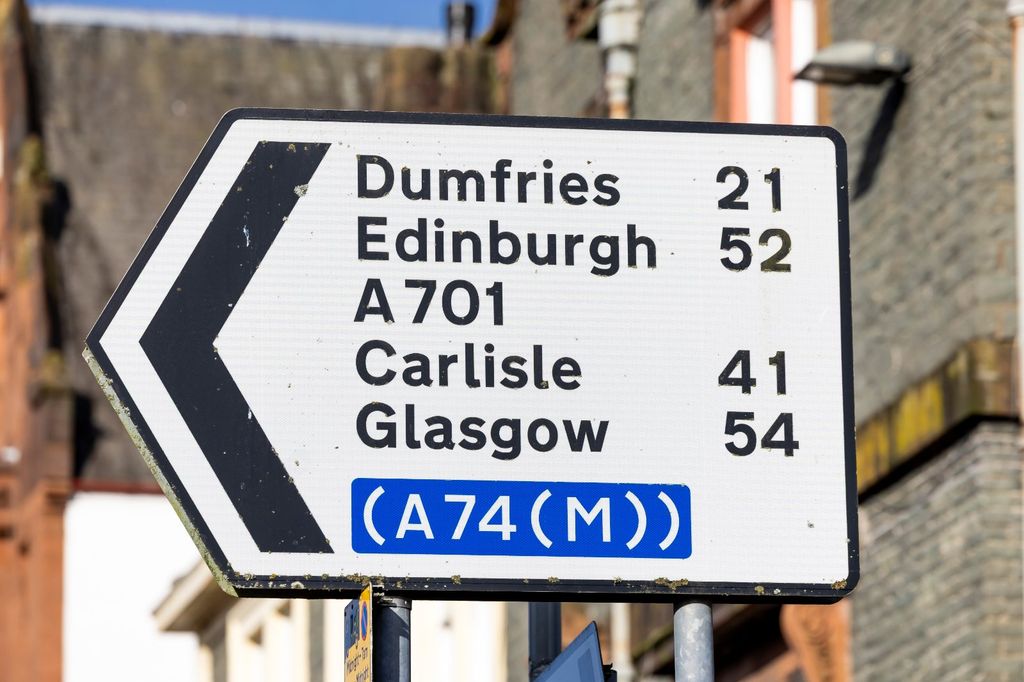 Dumfries 21
Edinburgh 52
A701
Carlisle 41
Glasgow 54
(A74(M))